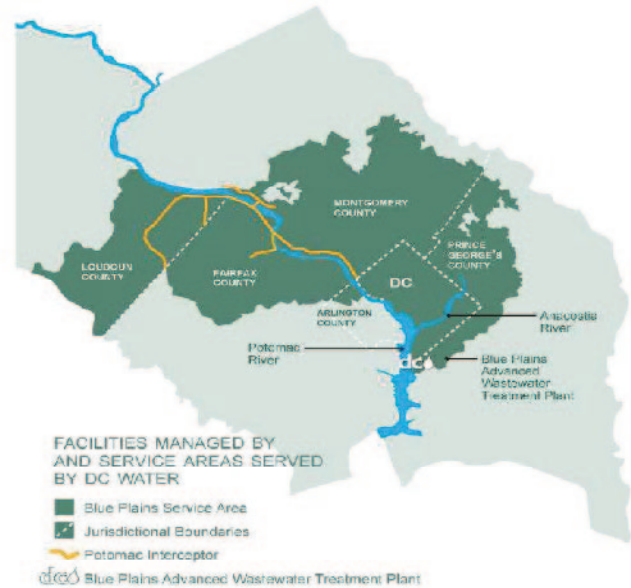 MONTGOMERY
COUNTY
PRINCE
GEORGE'S
COUNTY
LOUDOUN
COUNTY
FAIRFAX
COUNTY
DC
ARLINGTON
COUNTY
Anacostia
River
Potomac
River
dc
Blue Plains
Advanced
Wastewater
Treatment Plant
FACILITIES MANAGED BY
AND SERVICE AREAS SERVED
BY DC WATER
Blue Plains Service Area
Jurisdictional Boundaries
Potomac Interceptor
Blue Plains Advanced Wastewater Treatment Plant